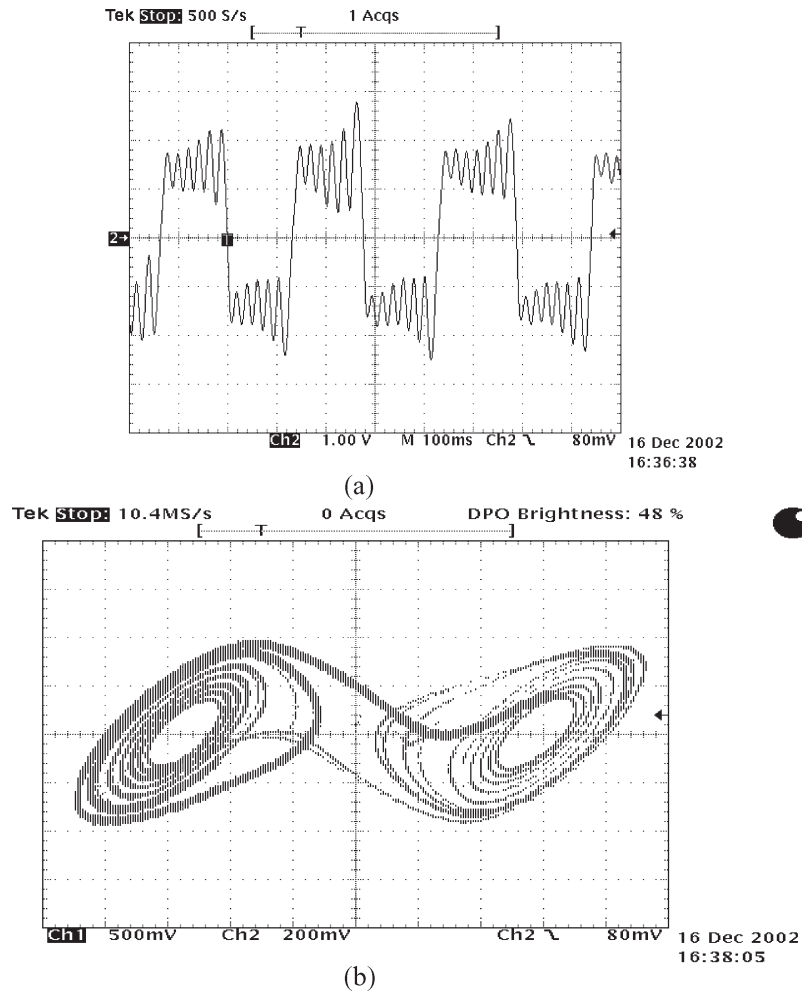 Tek Stop: 500 S/s 1 Acqs
[ T ]
2→
T
Ch2 1.00 V M 100ms Ch2 80mV 16 Dec 2002
16:36:38
(a)
Tek Stop: 10.4MS/s 0 Acqs DPO Brightness: 48 %
[ T ]
Ch1 500mV Ch2 200mV Ch2 80mV 16 Dec 2002
16:38:05
(b)